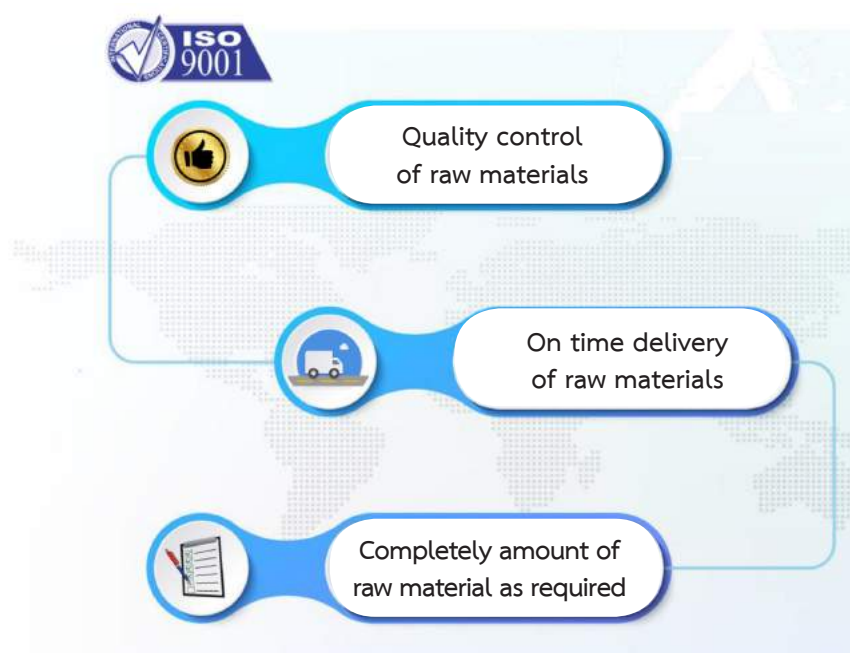 ISO
9001
Quality control
of raw materials
On time delivery
of raw materials
Completely amount of
raw material as required